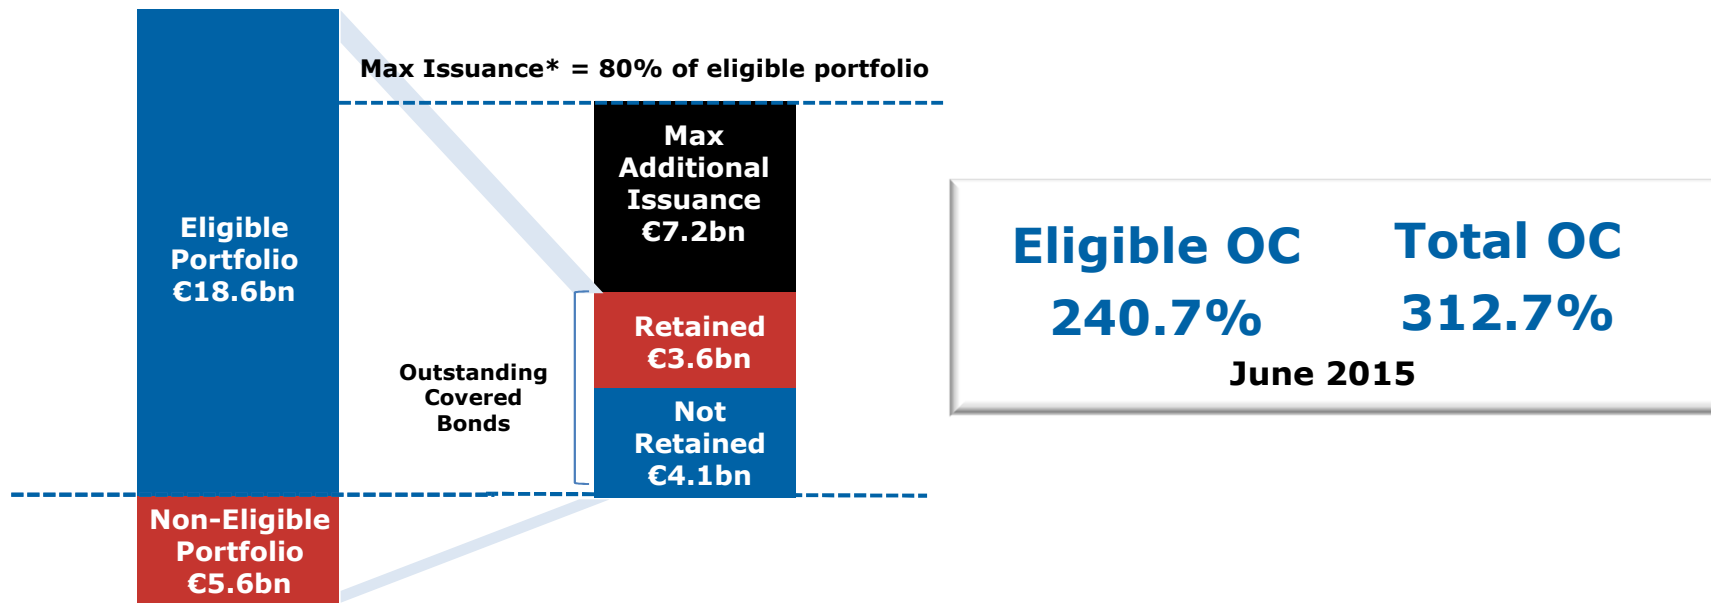 Max Issuance* = 80% of eligible portfolio
Eligible
Portfolio
€18.6bn
Non-Eligible
Portfolio
€5.6bn
Max
Additional
Issuance
€7.2bn
Retained
€3.6bn
Not
Retained
€4.1bn
Outstanding
Covered
Bonds
Eligible OC
240.7%
Total OC
312.7%
June 2015